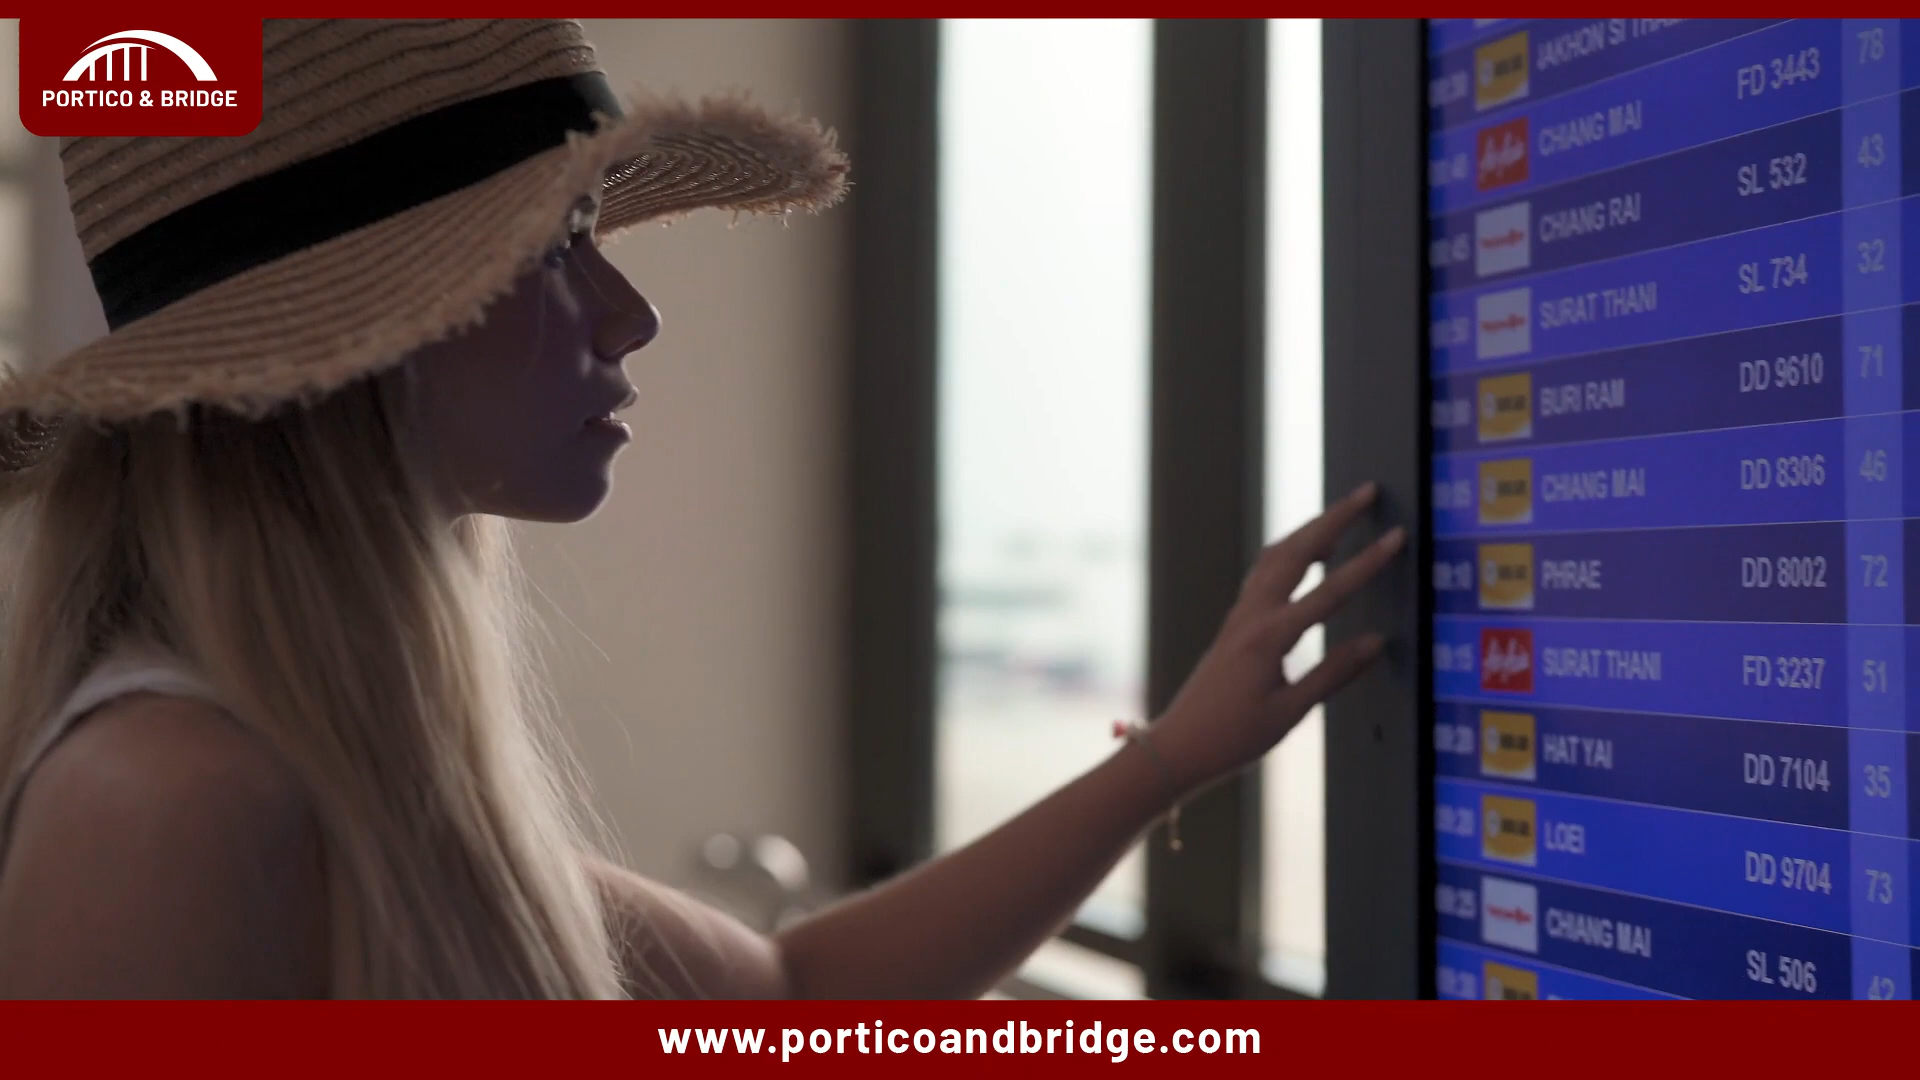 PORTICO & BRIDGE
FD 3443 78
CHIANG MAI SL 532 43
CHIANG RAI SL 734 32
SURAT THANI DD 9610 71
BURI RAM DD 8306 46
CHIANG MAI DD 8002 72
PHRAE FD 3237 51
SURAT THANI DD 7104 35
HAT YAI DD 9704 73
LOEI SL 506 42
CHIANG MAI
www.porticoandbridge.com